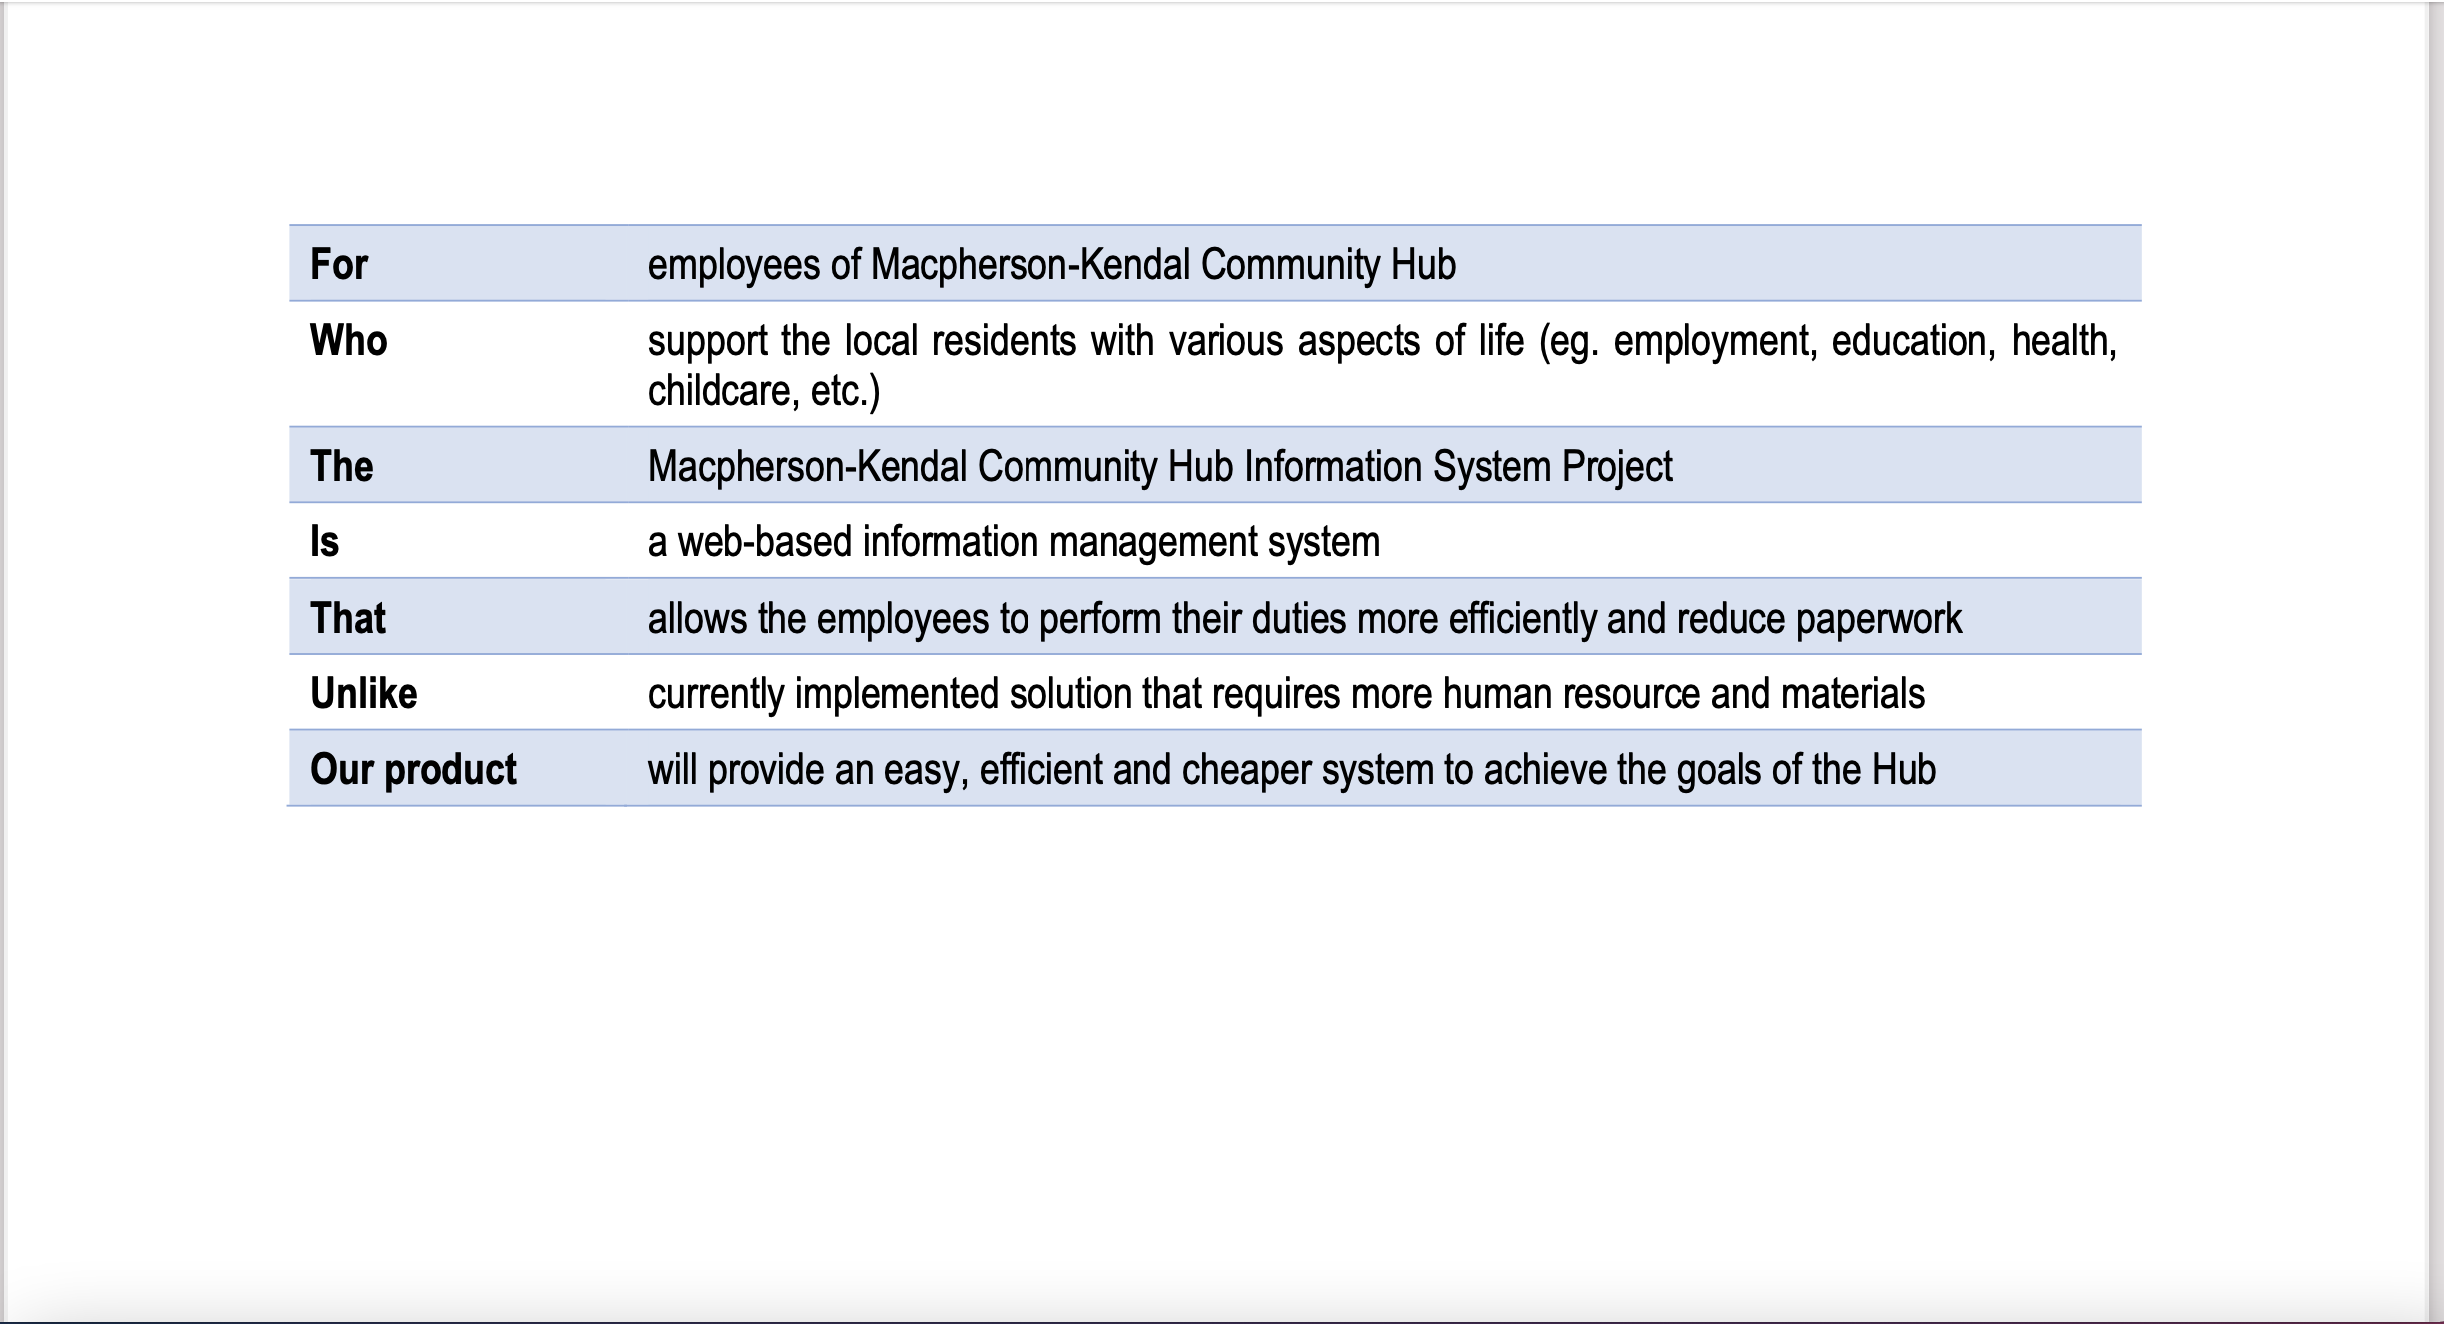 For employees of Macpherson-Kendal Community Hub
Who support the local residents with various aspects of life (eg. employment, education, health,
childcare, etc.)
The Macpherson-Kendal Community Hub Information System Project
Is a web-based information management system
That allows the employees to perform their duties more efficiently and reduce paperwork
Unlike currently implemented solution that requires more human resource and materials
Our product will provide an easy, efficient and cheaper system to achieve the goals of the Hub